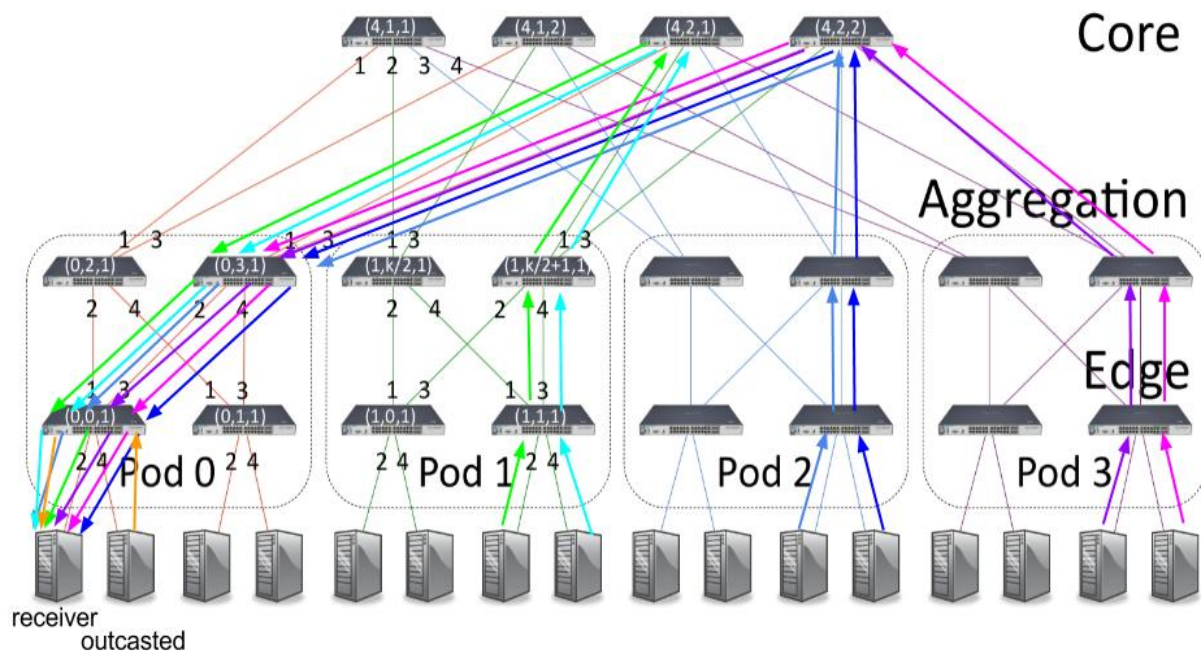 (4,1,1) (4,1,2) (4,2,1) (4,2,2) Core
1 2 3 4
Aggregation
1 3 1 3 1 3 1 3
(0,2,1) (0,3,1) (1,k/2,1) (1,k/2+1,1)
2 4 2 4 2 4 2 4
Edge
1 3 1 3 1 3 1 3
(0,0,1) (0,1,1) (1,0,1) (1,1,1)
2 4 2 4 2 4 2 4
Pod 0 Pod 1 Pod 2 Pod 3
receiver
outcasted